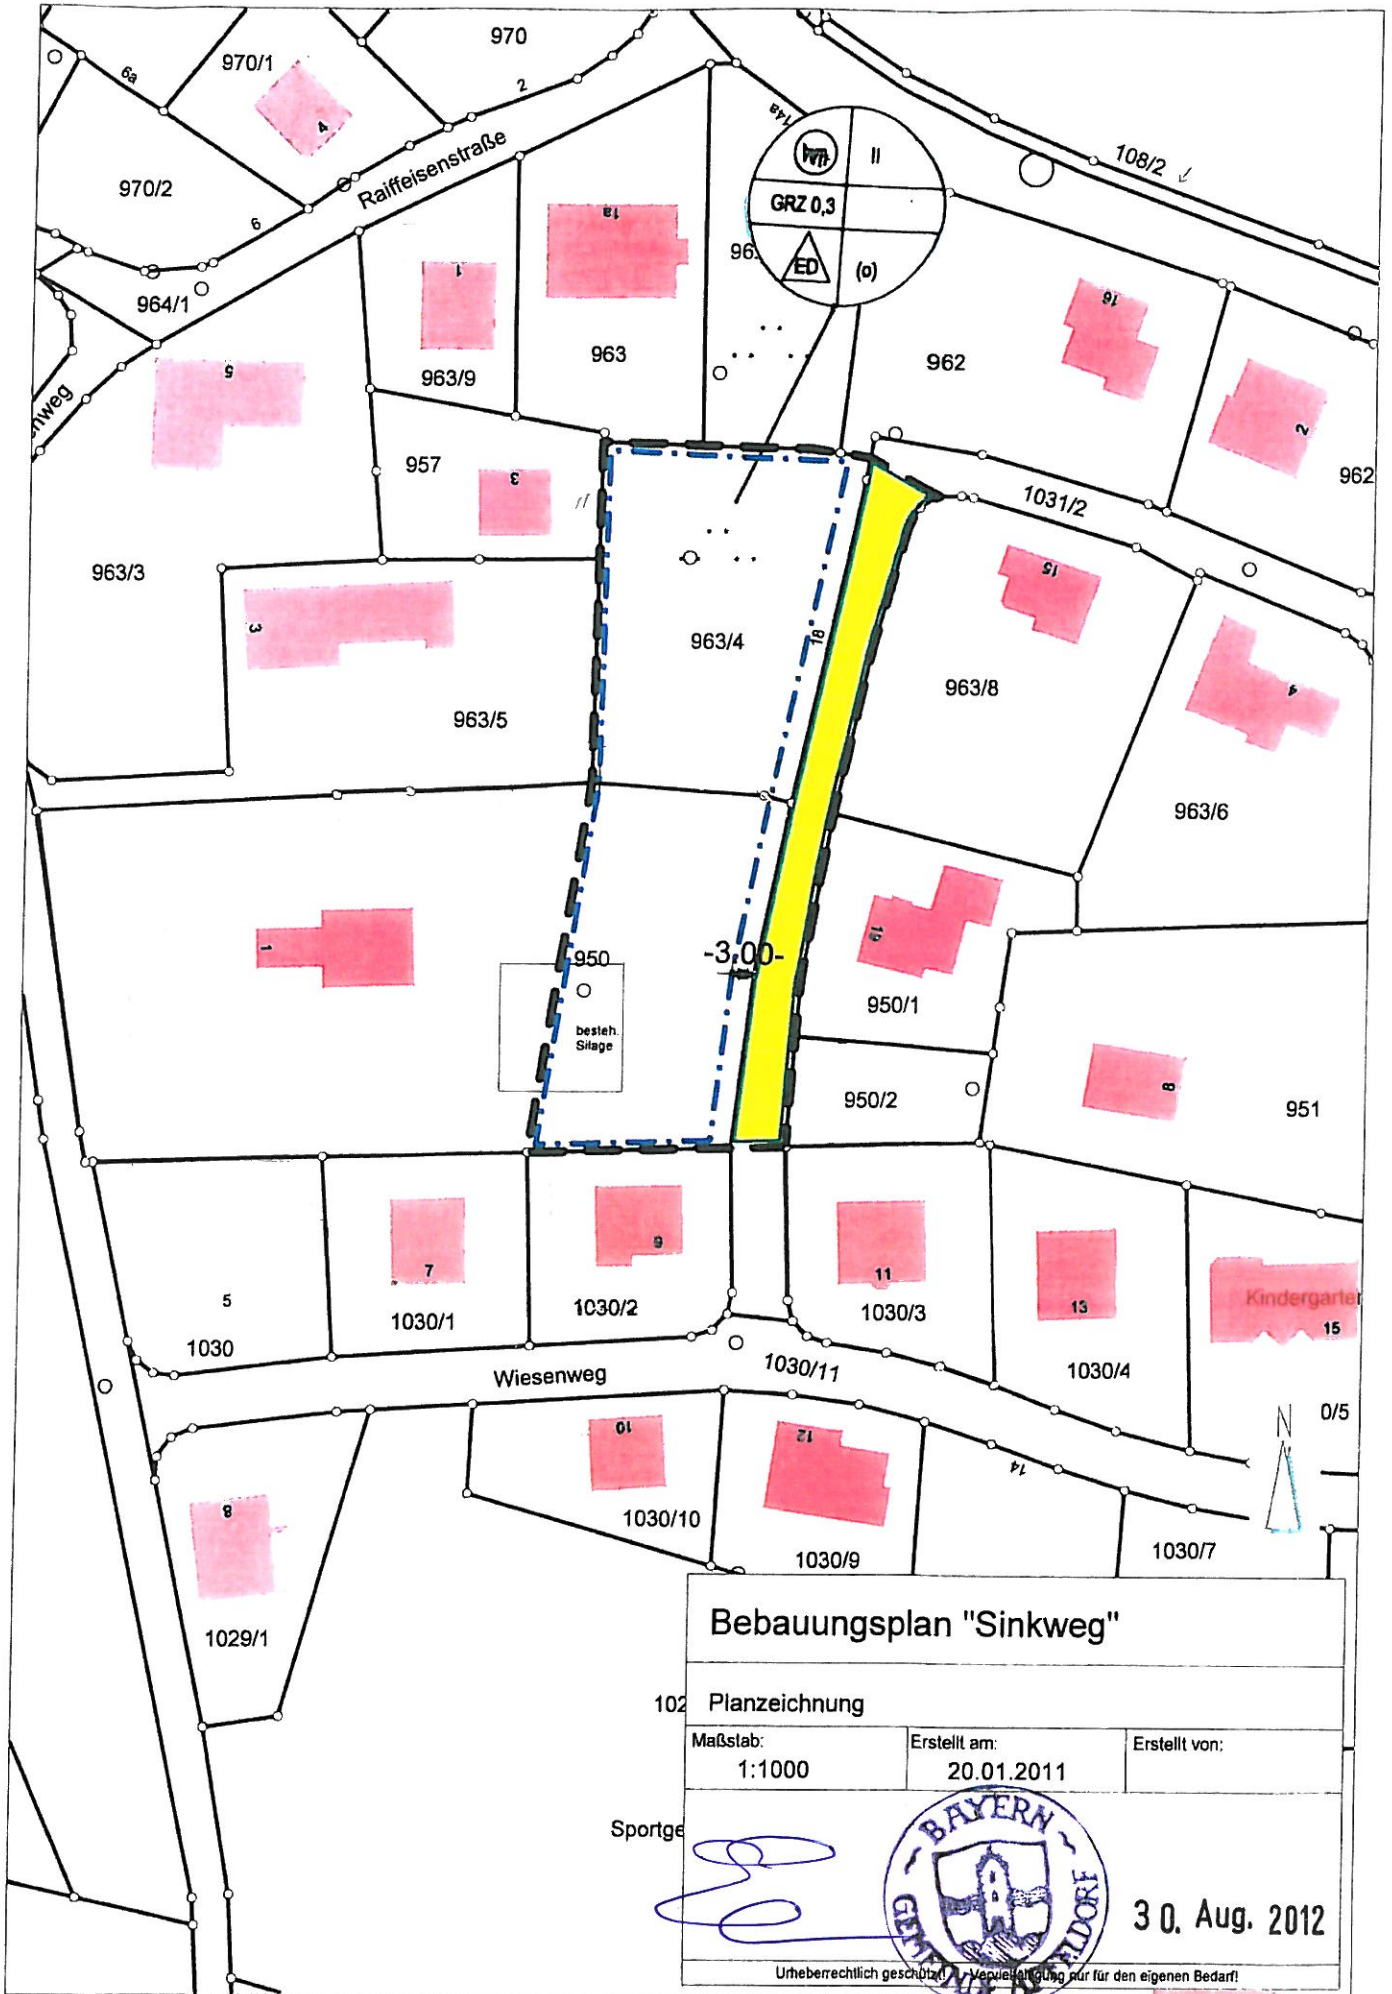 970
970/1
6a
2
4
14a
108/2
970/2
Raiffeisenstraße
II
GRZ 0,3
ED
(o)
6
1a
1
16
964/1
963
962
963/9
5
2
957
3
962
1031/2
963/3
15
3
963/4
18
963/8
4
963/5
963/6
19
1
950
-3,00-
950/1
besteh.
Silage
8
950/2
951
9
7
11
13
Kindergarten
15
5
1030/1
1030/2
1030/3
1030
1030/4
Wiesenweg
1030/11
0/5
N
10
12
14
8
1030/10
1030/9
1030/7
1029/1
Bebauungsplan "Sinkweg"
Planzeichnung
Maßstab:
1:1000
Erstellt am:
20.01.2011
Erstellt von:
BAYERN
30. Aug. 2012
Urheberrechtlich geschützt! Vervielfältigung nur für den eigenen Bedarf!